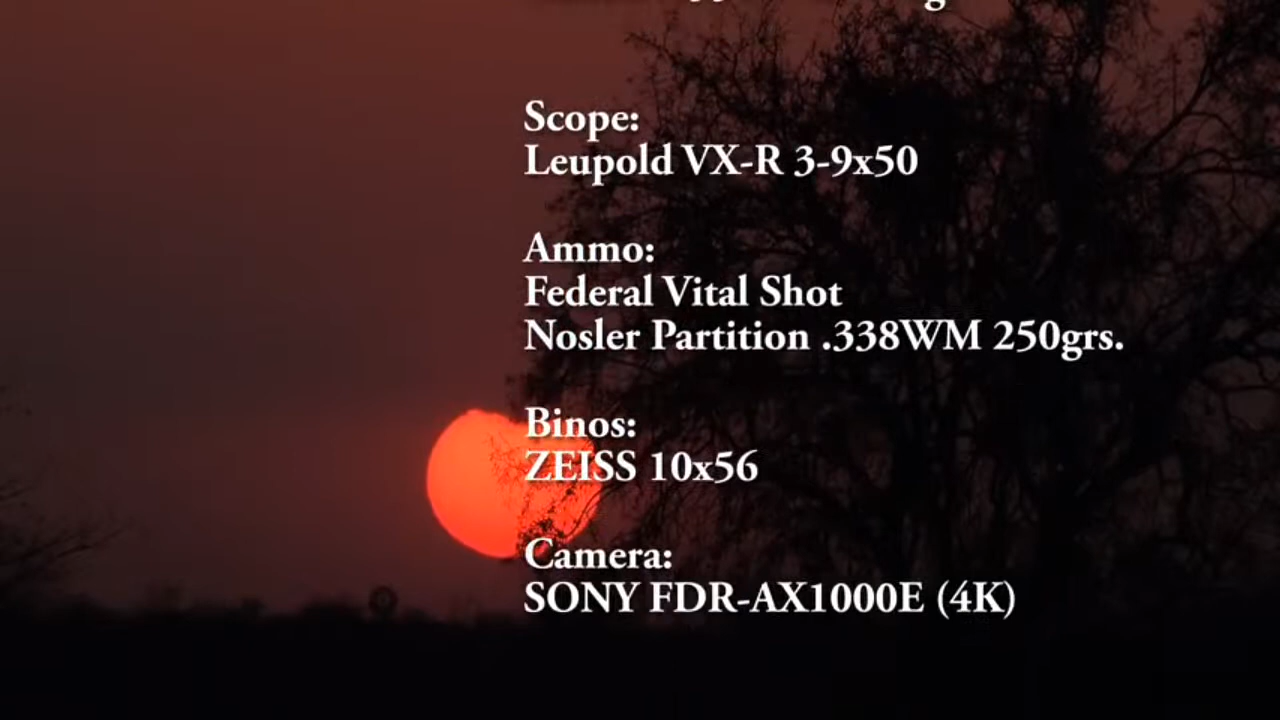 Scope:
Leupold VX-R 3-9x50
Ammo:
Federal Vital Shot
Nosler Partition .338WM 250grs.
Binos:
ZEISS 10x56
Camera:
SONY FDR-AX1000E (4K)